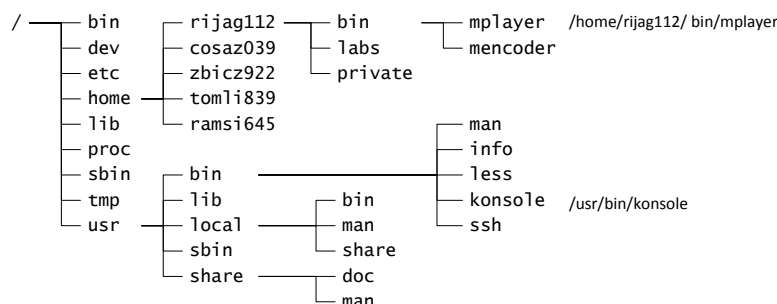 / bin rijag112 bin mplayer /home/rijag112/ bin/mplayer
dev cosaz039 labs mencoder
etc zbicz922 private
home tomli839
lib ramsi645 man
proc info
sbin bin less
tmp lib bin konsole /usr/bin/konsole
usr local man ssh
sbin share
share doc
man